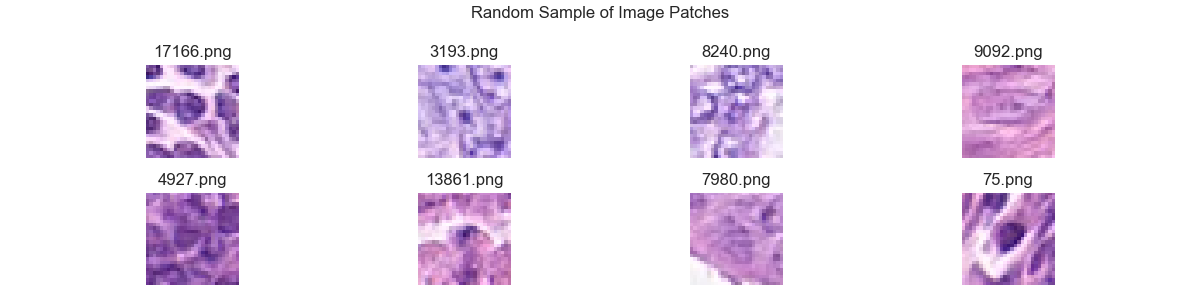 Random Sample of Image Patches
17166.png
3193.png
8240.png
9092.png
4927.png
13861.png
7980.png
75.png